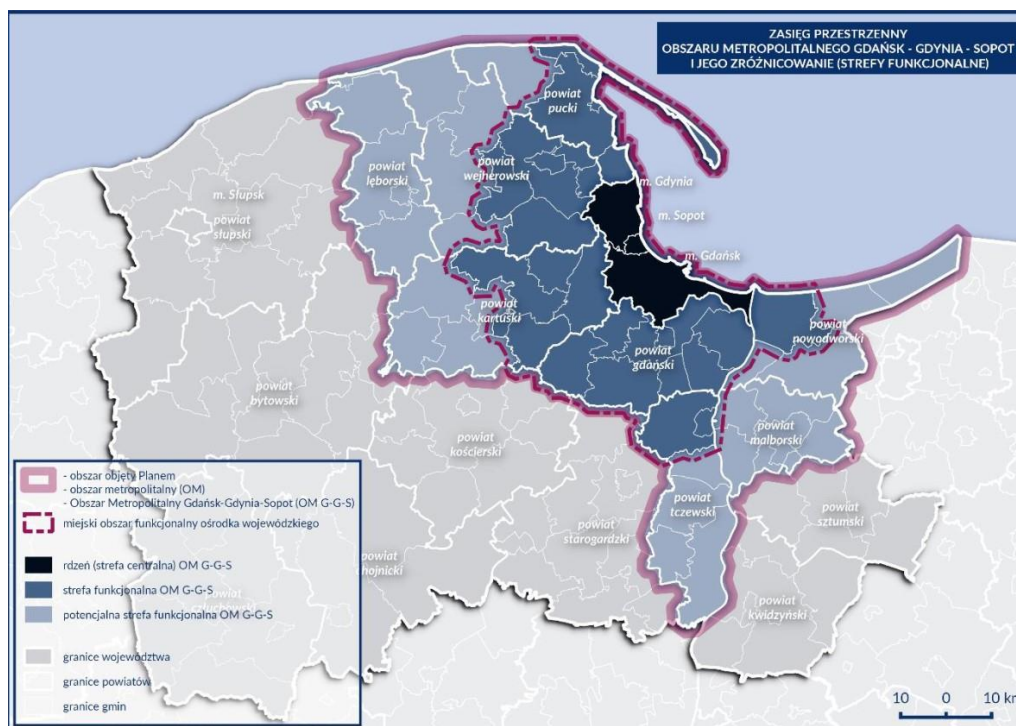 ZASIĘG PRZESTRZENNY
OBSZARU METROPOLITALNEGO GDAŃSK - GDYNIA - SOPOT
I JEGO ZRÓŻNICOWANIE (STREFY FUNKCJONALNE)
powiat
pucki
powiat
lęborski
powiat
wejherowski
m. Gdynia
m. Słupsk
powiat
słupski
m. Sopot
m. Gdańsk
powiat
kartuski
powiat
nowodworski
powiat
gdański
powiat
bytowski
powiat
kościerski
powiat
malborski
powiat
tczewski
powiat
sztumski
powiat
starogardzki
powiat
chojnicki
powiat
kwidzyński
- obszar objęty Planem
- obszar metropolitalny (OM)
- Obszar Metropolitalny Gdańsk-Gdynia-Sopot (OM G-G-S)
miejski obszar funkcjonalny ośrodka wojewódzkiego
rdzeń (strefa centralna) OM G-G-S
strefa funkcjonalna OM G-G-S
potencjalna strefa funkcjonalna OM G-G-S
granice województwa
granice powiatów
granice gmin
10 0 10 km